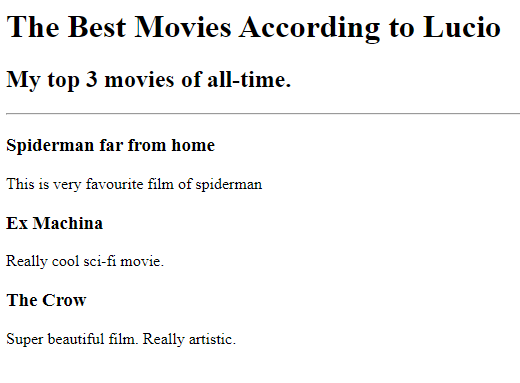 The Best Movies According to Lucio
My top 3 movies of all-time.
Spiderman far from home
This is very favourite film of spiderman
Ex Machina
Really cool sci-fi movie.
The Crow
Super beautiful film. Really artistic.